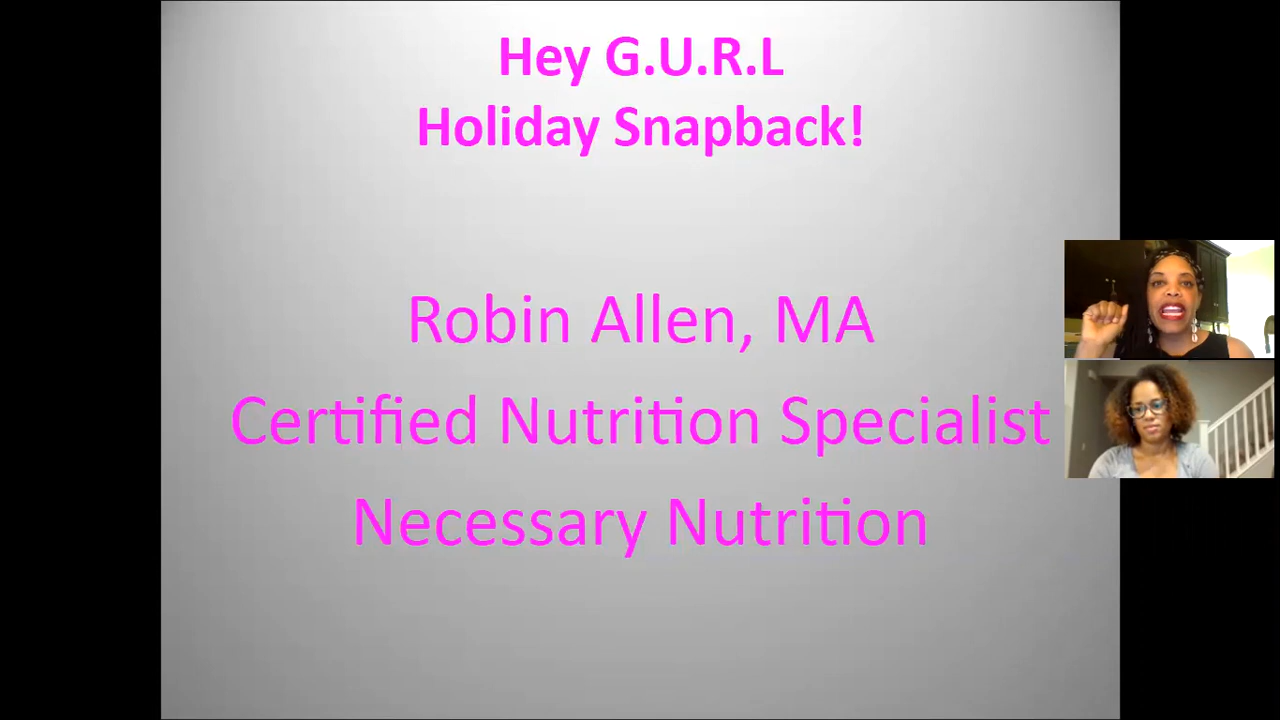 Hey G.U.R.L
Holiday Snapback!
Robin Allen, MA
Certified Nutrition Specialist
Necessary Nutrition